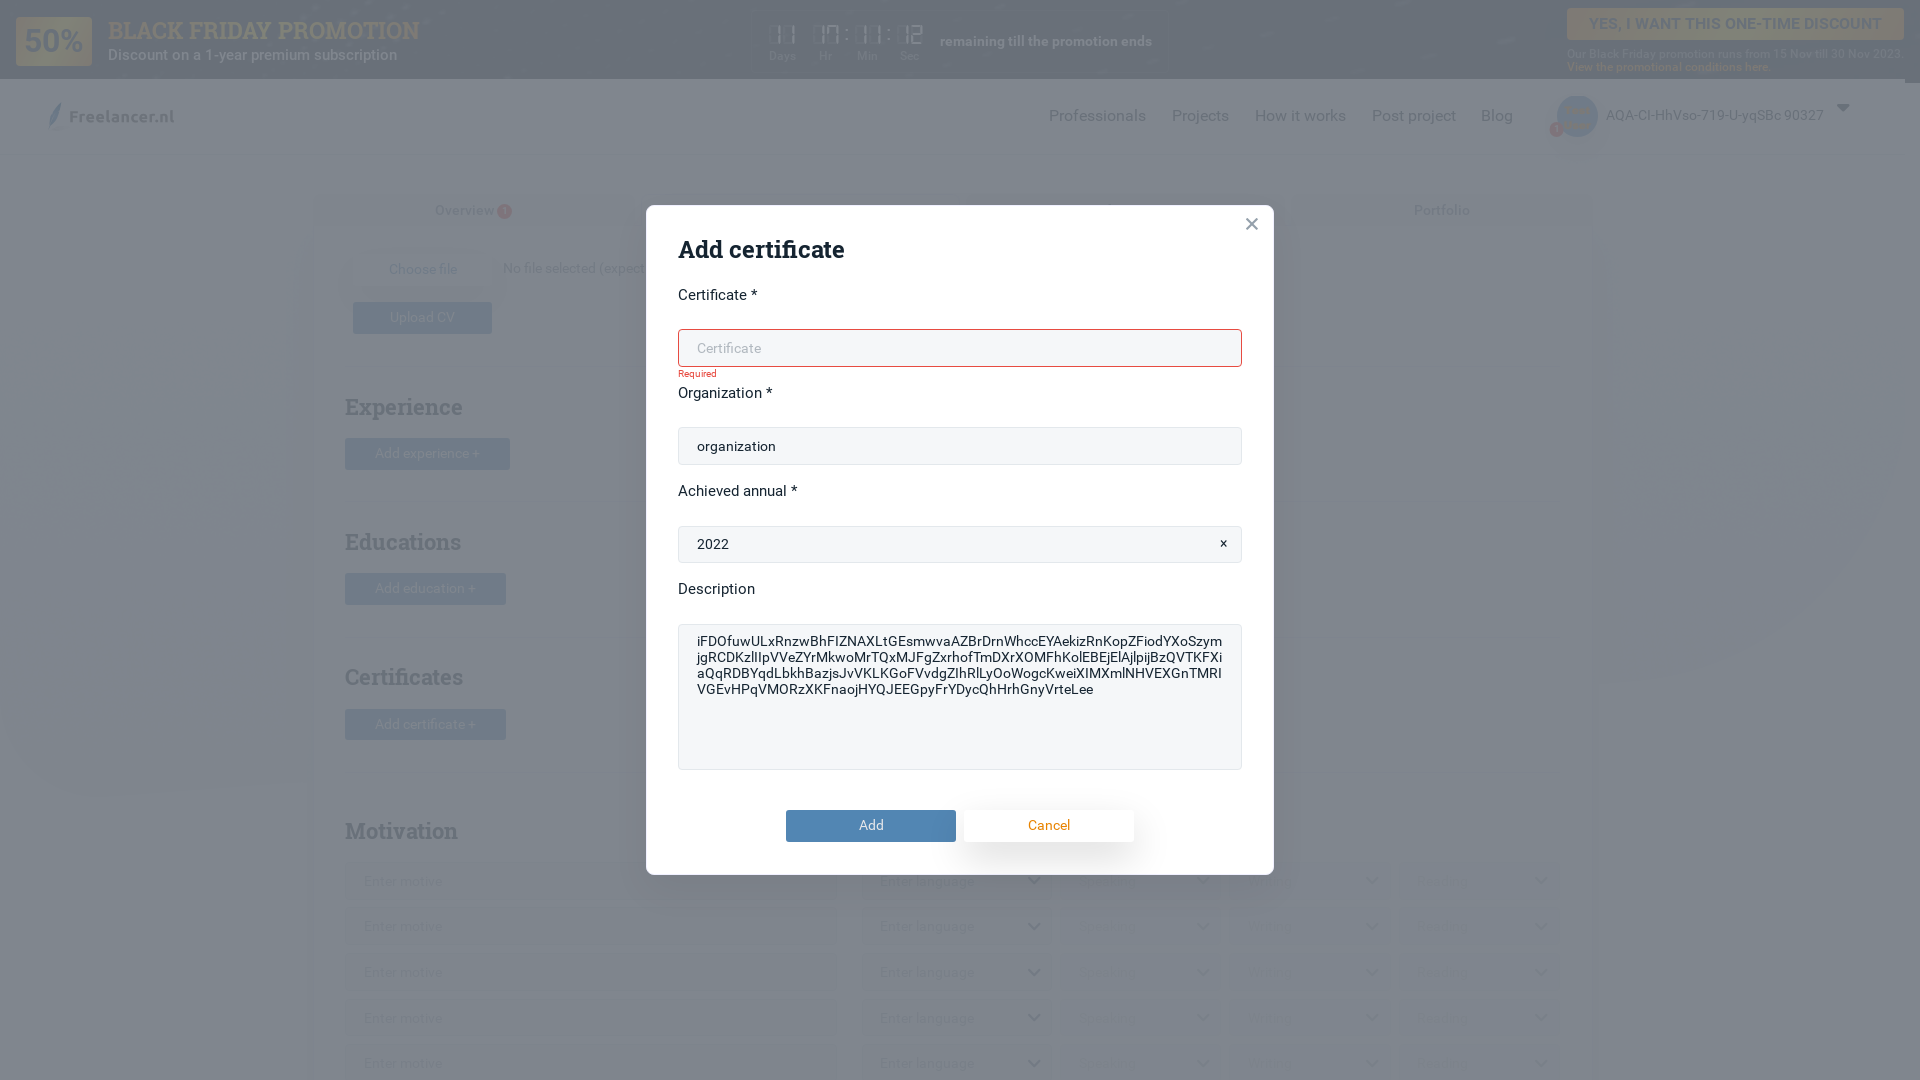 50%
BLACK FRIDAY PROMOTION
Discount on a 1-year premium subscription
11 17 : 11 : 12
Days Hr Min Sec
remaining till the promotion ends
YES, I WANT THIS ONE-TIME DISCOUNT
Our Black Friday promotion runs from 15 Nov till 30 Nov 2023.
View the promotional conditions here.
Freelancer.nl
Professionals Projects How it works Post project Blog
1
AQA-CI-HhVso-719-U-yqSBc 90327
Overview
Portfolio
Choose file
No file selected (expect
Upload CV
Experience
Add experience +
Educations
Add education +
Certificates
Add certificate +
Motivation
Add certificate
Certificate *
Certificate
Required
Organization *
organization
Achieved annual *
2022 ×
Description
iFDOfuwULxRnzwBhFIZNAXLtGEsmwvaAZBrDrnWhccEYAekizRnKopZFiodYXoSzym
jgRCDKzlIIpVVeZYrMkwoMrTQxMJFgZxrhofTmDXrXOMFhKolEBEjElAjlpijBzQVTKFXi
aQqRDBYqdLbkhBazjsJvVKLKGoFVvdgZIhRlLyOoWogcKweiXIMXmlNHVEXGnTMRI
VGEvHPqVMORzXKFnaojHYQJEEGpyFrYDycQhHrhGnyVrteLee
Add
Cancel
Enter motive Enter language
Enter motive Enter language
Enter motive Enter language
Enter motive Enter language
Enter motive Enter language